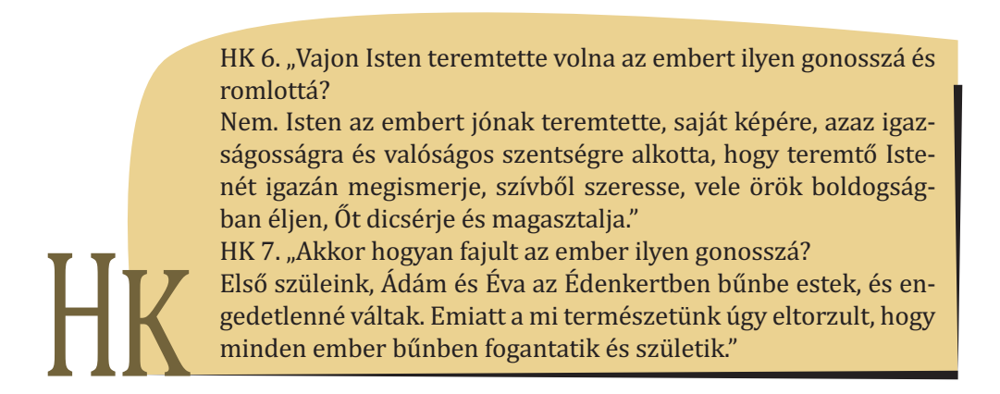 HK 6. „Vajon Isten teremtette volna az embert ilyen gonosszá és
romlottá?
Nem. Isten az embert jónak teremtette, saját képére, azaz igaz-
ságosságra és valóságos szentségre alkotta, hogy teremtő Iste-
nét igazán megismerje, szívből szeresse, vele örök boldogság-
ban éljen, Őt dicsérje és magasztalja.”
HK 7. „Akkor hogyan fajult az ember ilyen gonosszá?
Első szüleink, Ádám és Éva az Édenkertben bűnbe estek, és en-
gedetlenné váltak. Emiatt a mi természetünk úgy eltorzult, hogy
minden ember bűnben fogantatik és születik.”
HK